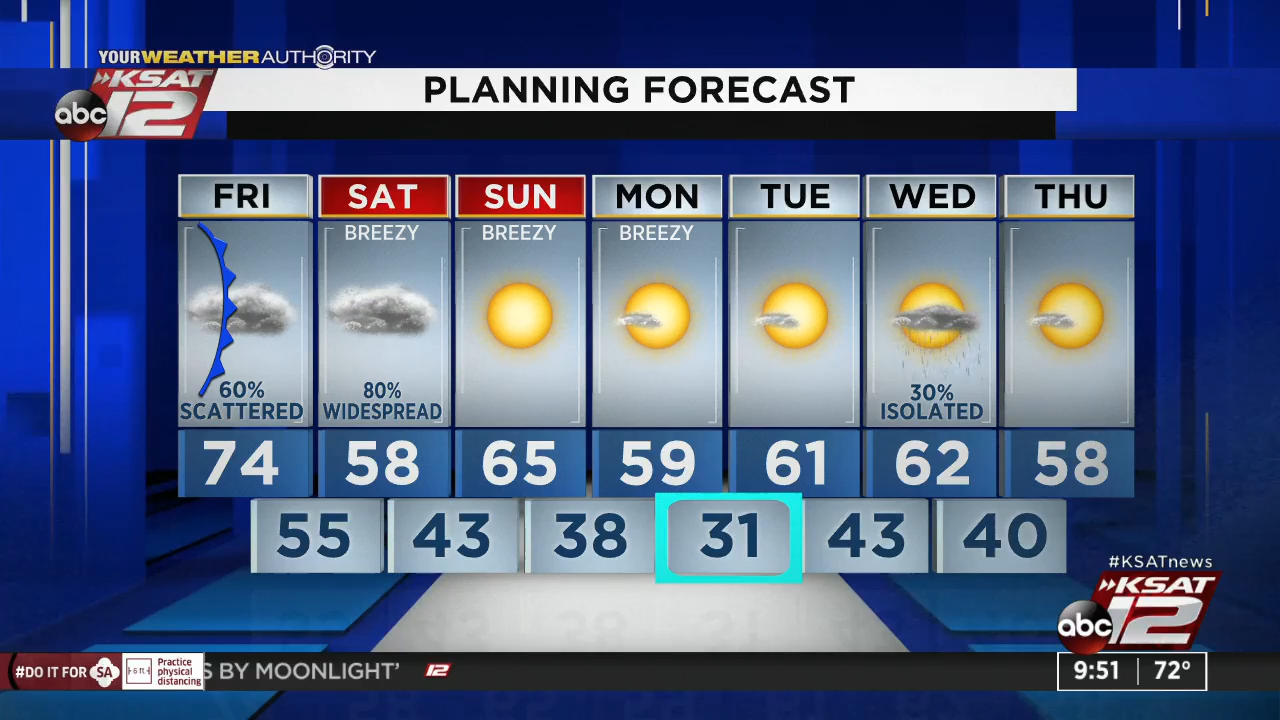 YOURWEATHERAUTHORITY
KSAT
abc 12
PLANNING FORECAST
FRI SAT SUN MON TUE WED THU
BREEZY BREEZY BREEZY
60% 80% 30%
SCATTERED WIDESPREAD ISOLATED
74 58 65 59 61 62 58
55 43 38 31 43 40
#KSATnews
KSAT
abc 12
#DO IT FOR SA
6 ft
Practice
physical
distancing
S BY MOONLIGHT’ 12
9:51 72°